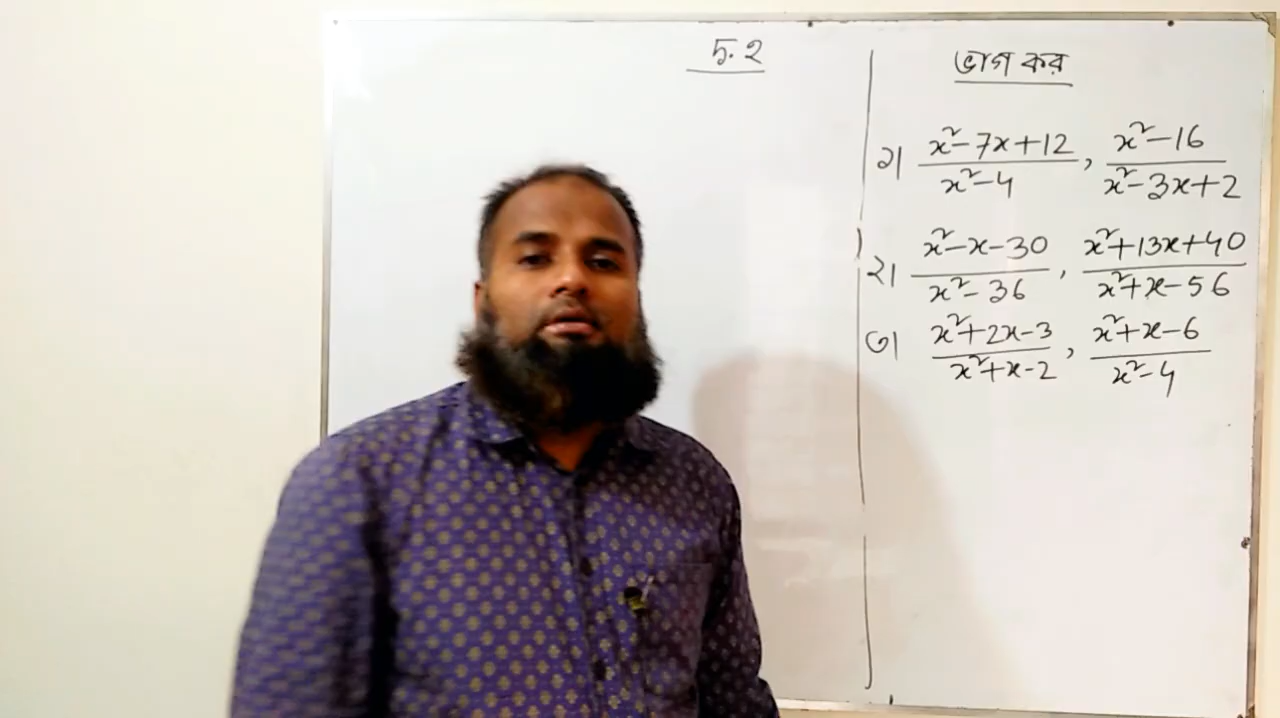 ৫.২
ভাগ কর
১। x²-7x+12/x²-4, x²-16/x²-3x+2
২। x²-x-30/x²-36, x²+13x+40/x²+x-56
৩। x²+2x-3/x²+x-2, x²+x-6/x²-4